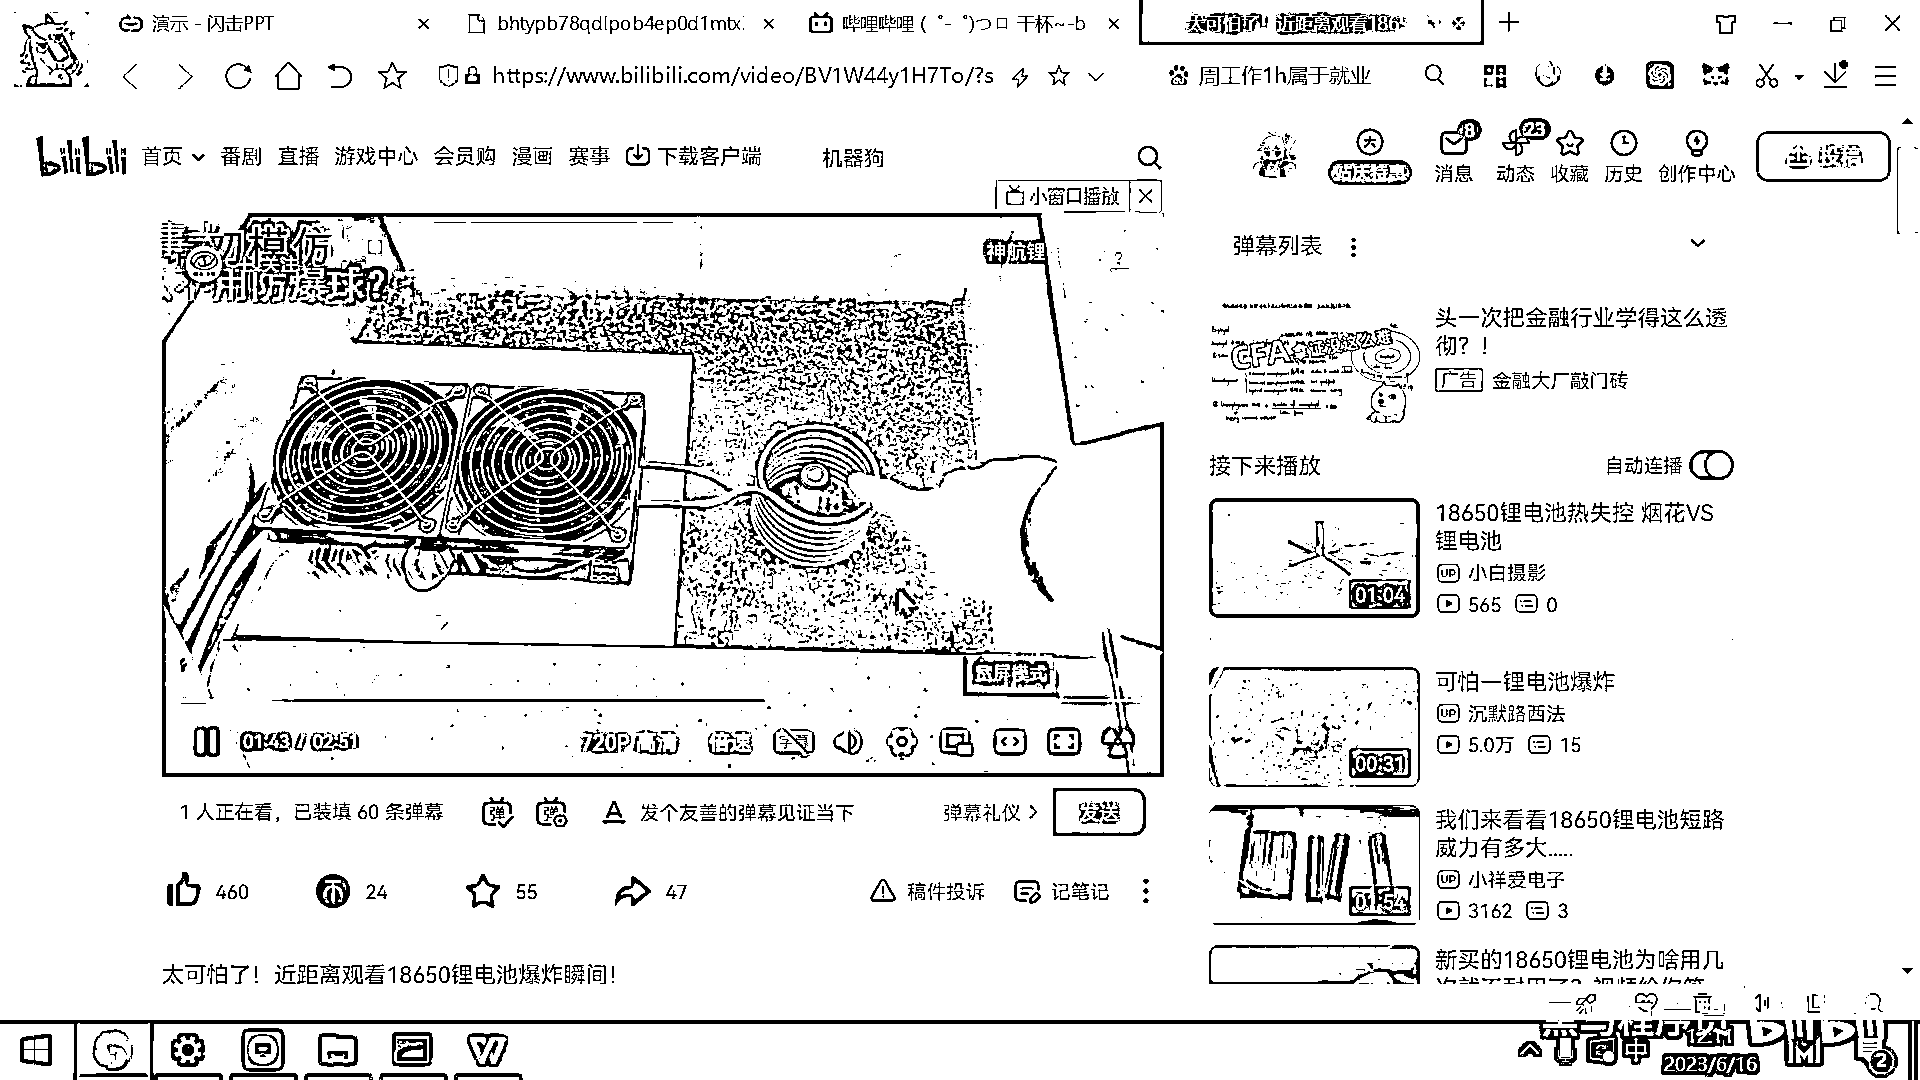 演示 - 闪击PPT
bhtypb78qdlpob4ep0d1mtx
哔哩哔哩 (゜-゜)つロ 干杯~-b
太可怕了！近距离观看186
https://www.bilibili.com/video/BV1W44y1H7To/?s
周工作1h属于就业
bilibili
首页
番剧
直播
游戏中心
会员购
漫画
赛事
下载客户端
机器狗
8
23
消息
动态
收藏
历史
创作中心
投稿
小窗口播放
模仿
用防爆球?
神航锂
?
01:43 / 02:51
720P 高清
倍速
1 人正在看，已装填 60 条弹幕
弹
弹
发个友善的弹幕见证当下
弹幕礼仪
发送
460
24
55
47
稿件投诉
记笔记
太可怕了！近距离观看18650锂电池爆炸瞬间！
弹幕列表
CFA
头一次把金融行业学得这么透
彻？！
广告 金融大厂敲门砖
接下来播放
自动连播
18650锂电池热失控 烟花VS
锂电池
UP 小白摄影
565 0
01:04
可怕一锂电池爆炸
UP 沉默路西法
5.0万 15
00:31
我们来看看18650锂电池短路
威力有多大.....
UP 小祥爱电子
3162 3
01:54
新买的18650锂电池为啥用几
中
2023/6/16
2